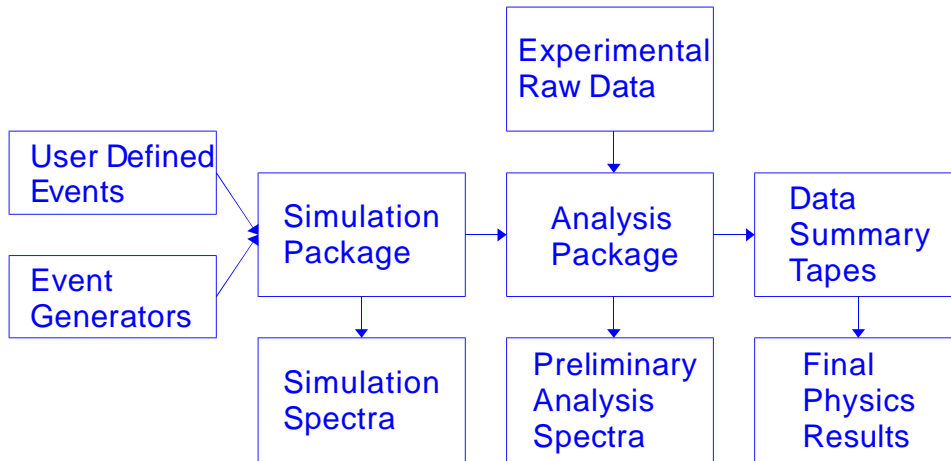 Experimental
Raw Data
User Defined
Events
Simulation
Package
Analysis
Package
Data
Summary
Tapes
Event
Generators
Simulation
Spectra
Preliminary
Analysis
Spectra
Final
Physics
Results